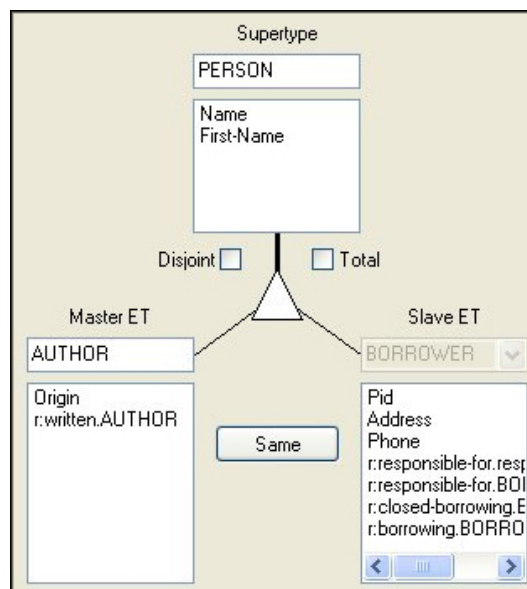 Supertype
PERSON
Name
First-Name
Disjoint
Total
Master ET
Slave ET
AUTHOR
BORROWER
Origin
r:written.AUTHOR
Same
Pid
Address
Phone
r:responsible-for.resp
r:responsible-for.BOI
r:closed-borrowing.E
r:borrowing.BORRO